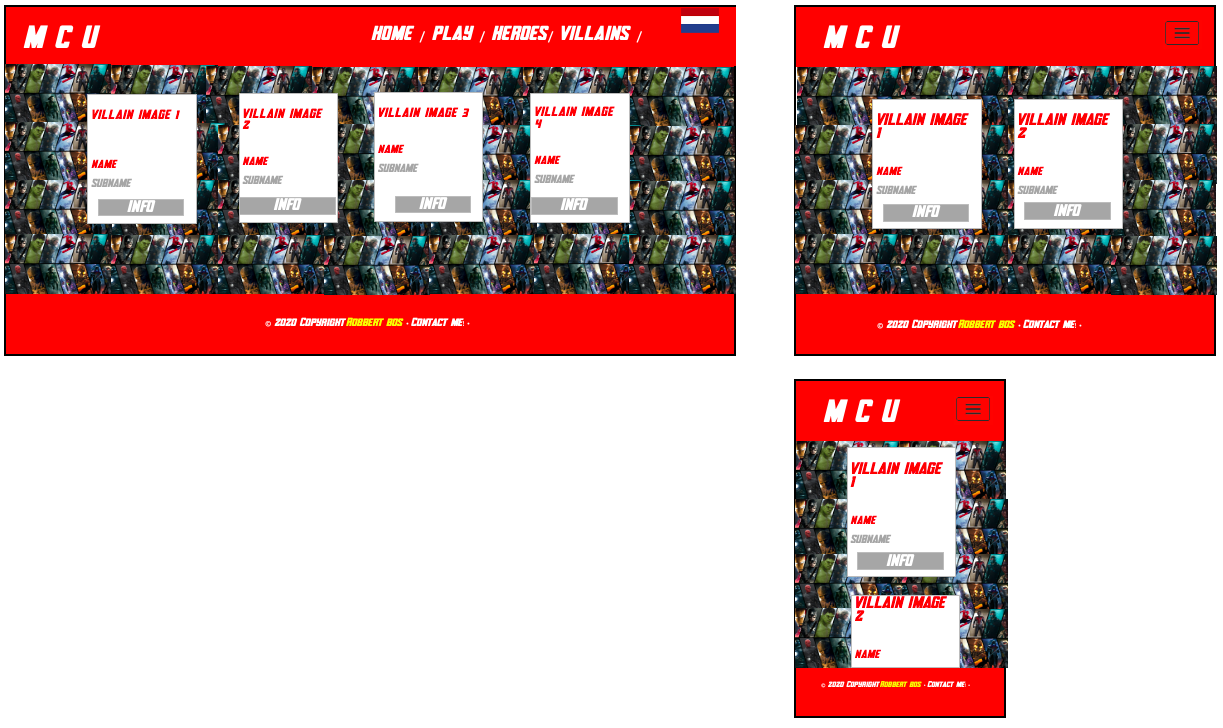 M C U
HOME / PLAY / HEROES/ VILLAINS /
VILLAIN IMAGE 1
NAME
SUBNAME
INFO
VILLAIN IMAGE
2
NAME
SUBNAME
INFO
VILLAIN IMAGE 3
NAME
SUBNAME
INFO
VILLAIN IMAGE
4
NAME
SUBNAME
INFO
© 2020 COPYRIGHT ROBBERT BOS · CONTACT ME! ·
M C U
VILLAIN IMAGE
1
NAME
SUBNAME
INFO
VILLAIN IMAGE
2
NAME
SUBNAME
INFO
© 2020 COPYRIGHT ROBBERT BOS · CONTACT ME! ·
M C U
VILLAIN IMAGE
1
NAME
SUBNAME
INFO
VILLAIN IMAGE
2
NAME
© 2020 COPYRIGHT ROBBERT BOS · CONTACT ME! ·